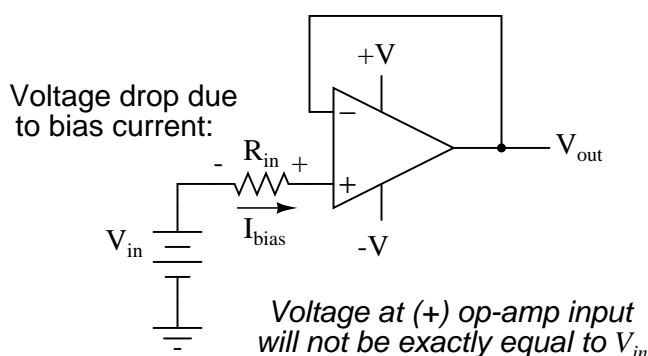 +V
Voltage drop due
to bias current:
−
- R_in +
V_out
+
I_bias
-V
V_in
Voltage at (+) op-amp input
will not be exactly equal to V_in